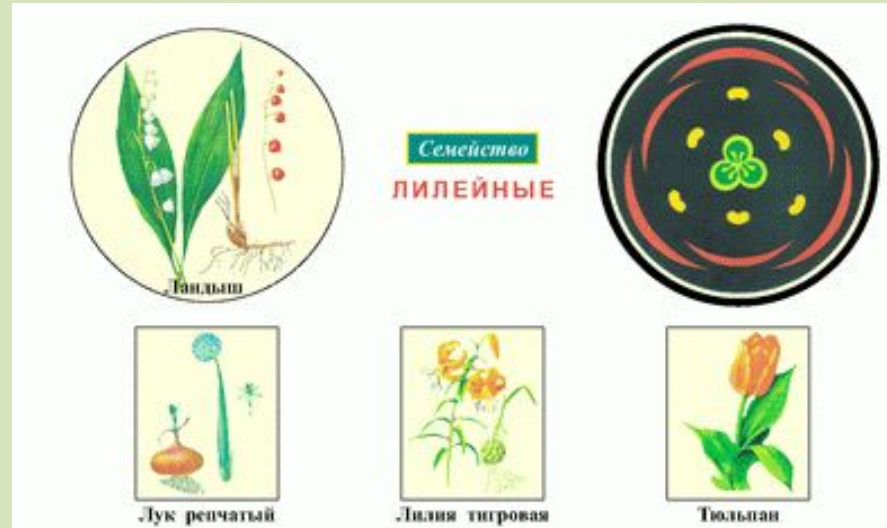 Семейство
ЛИЛЕЙНЫЕ
Ландыш
Лук репчатый
Лилия тигровая
Тюльпан